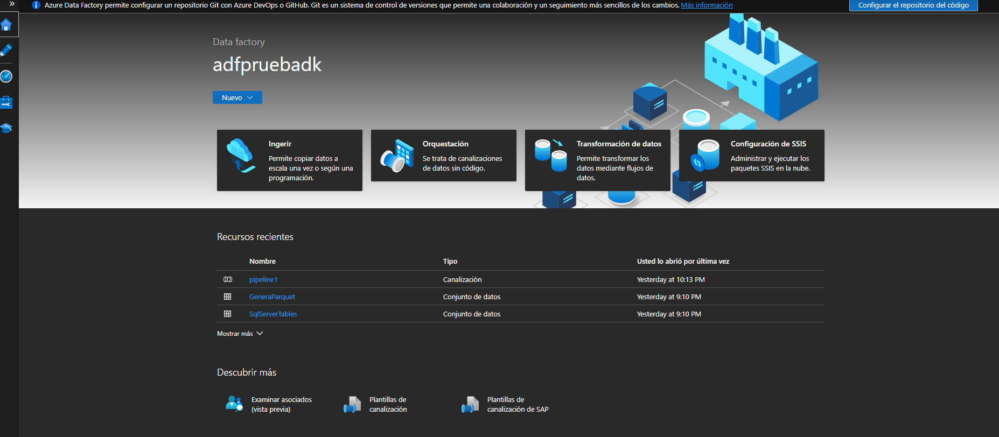 Azure Data Factory permite configurar un repositorio Git con Azure DevOps o GitHub. Git es un sistema de control de versiones que permite una colaboración y un seguimiento más sencillos de los cambios. Más información
Configurar el repositorio del código
Data factory
adfpruebadk
Nuevo
Ingerir
Permite copiar datos a
escala una vez o según una
programación.
Orquestación
Se trata de canalizaciones
de datos sin código.
Transformación de datos
Permite transformar los
datos mediante flujos de
datos.
Configuración de SSIS
Administrar y ejecutar los
paquetes SSIS en la nube.
Recursos recientes
Nombre Tipo Usted lo abrió por última vez
pipeline1 Canalización Yesterday at 10:13 PM
GeneraParquet Conjunto de datos Yesterday at 9:10 PM
SqlServerTables Conjunto de datos Yesterday at 9:10 PM
Mostrar más
Descubrir más
Examinar asociados
(vista previa)
Plantillas de
canalización
Plantillas de
canalización de SAP